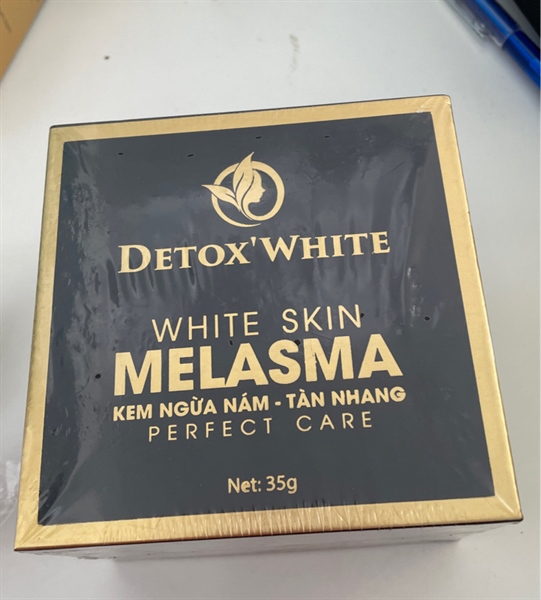 DETOX'WHITE
WHITE SKIN
MELASMA
KEM NGỪA NÁM - TÀN NHANG
PERFECT CARE
Net: 35g